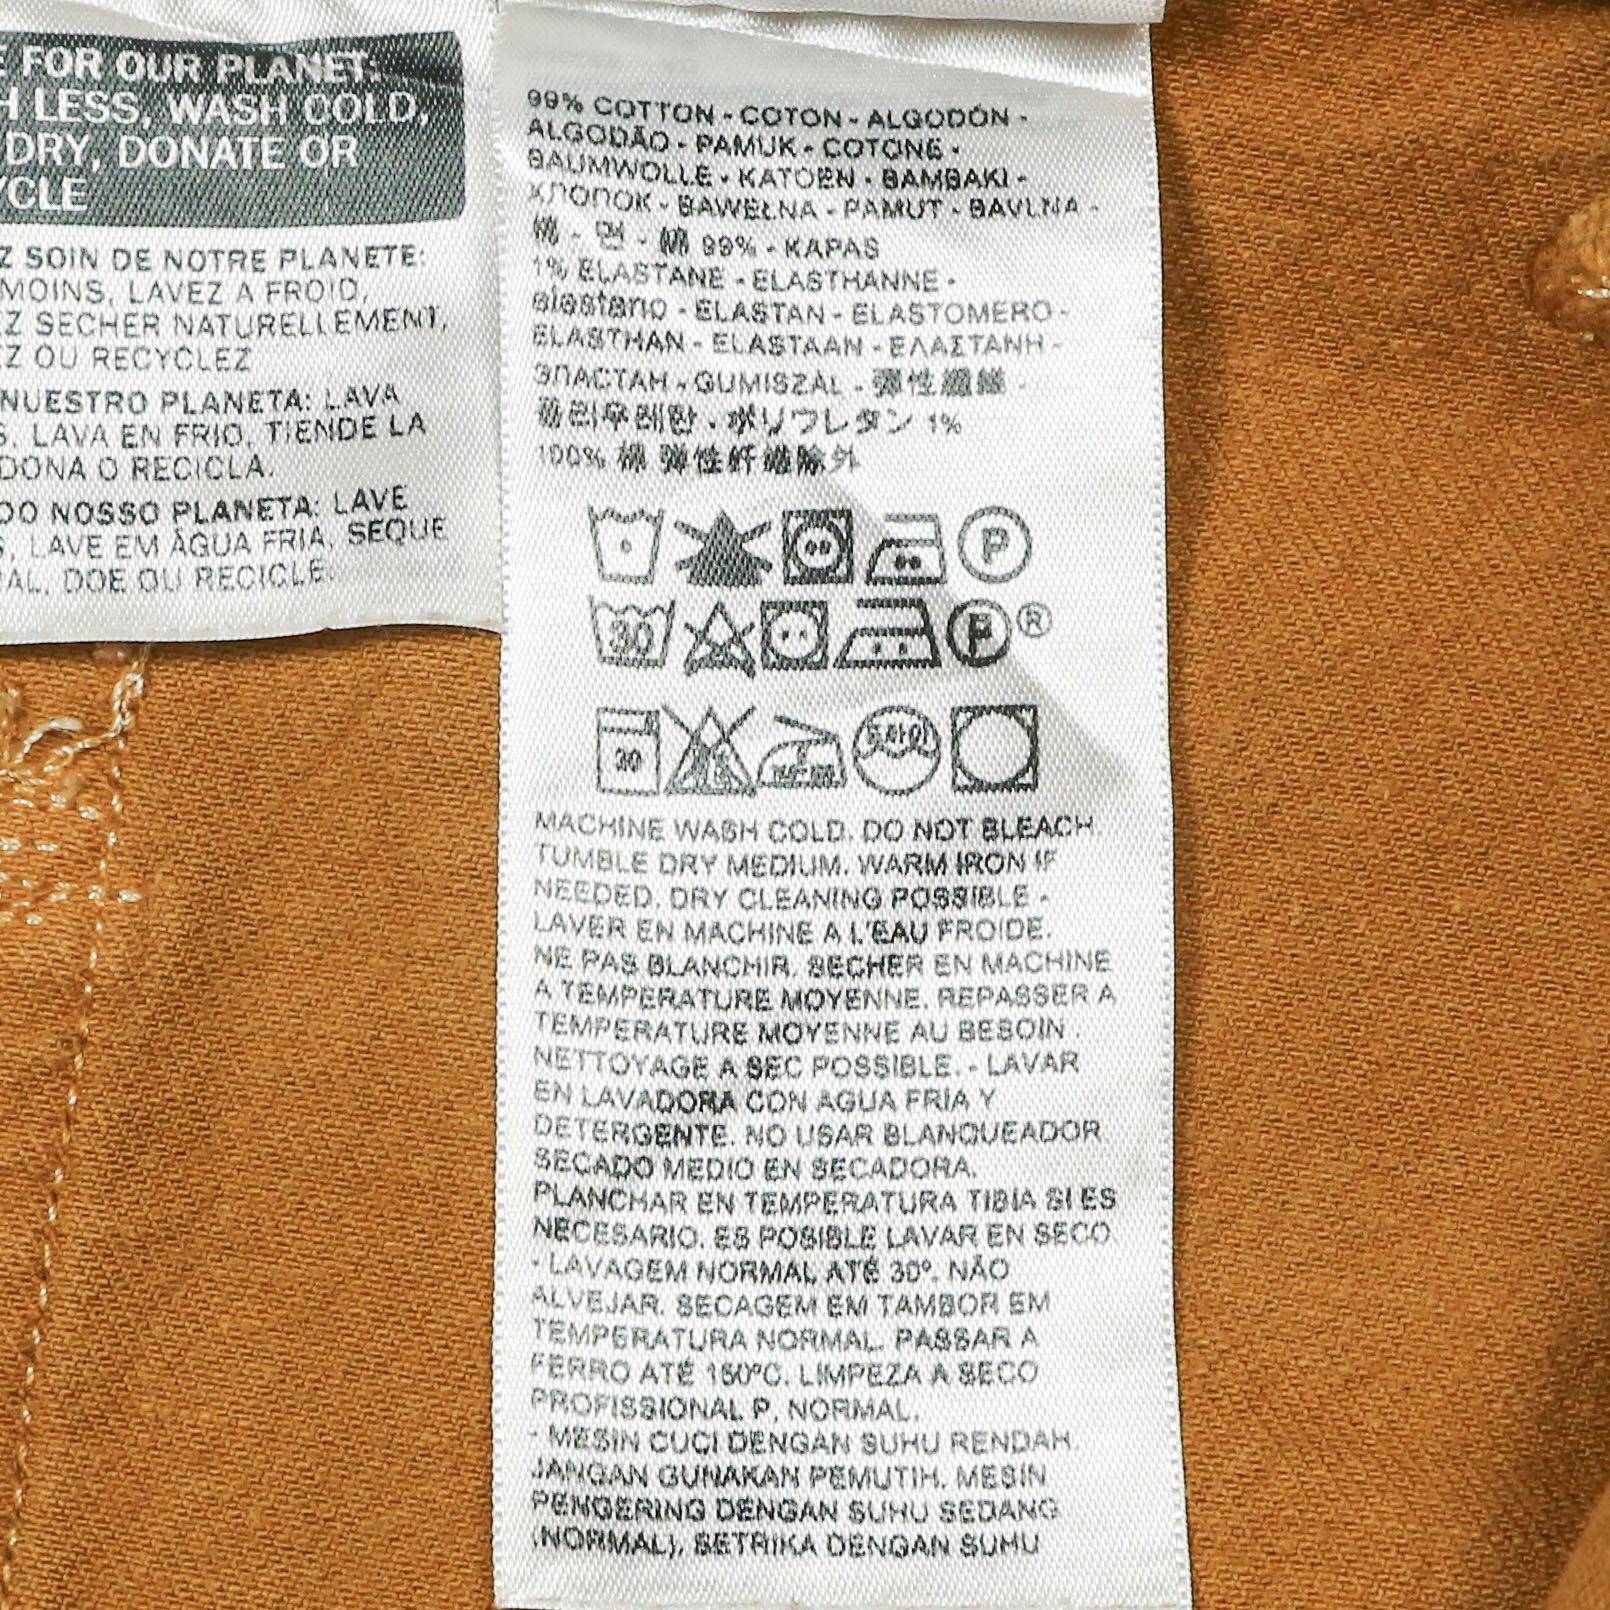 FOR OUR PLANET:
LESS, WASH COLD,
DRY, DONATE OR
SOIN DE NOTRE PLANETE:
MOINS, LAVEZ A FROID,
SECHER NATURELLEMENT,
OU RECYCLEZ
NUESTRO PLANETA: LAVA
LAVA EN FRIO, TIENDE LA
DONA O RECICLA.
NOSSO PLANETA: LAVE
LAVE EM ÁGUA FRIA, SEQUE
DOE OU RECICLE.
99% COTTON - COTON - ALGODÓN -
ALGODÃO - PAMUK - COTONE -
BAUMWOLLE - KATOEN - BAMBAKI -
ХЛОПОК - BAWEŁNA - PAMUT - BAVLNA -
棉 - 면 - 綿 99% - KAPAS
1% ELASTANE - ELASTHANNE -
elastano - ELASTAN - ELASTOMERO -
ELASTHAN - ELASTAAN - ΕΛΑΣΤΑΝΗ -
ЭЛАСТАН - GUMISZÁL - 弾性繊維 -
폴리우레탄 - ポリウレタン 1%
100% 棉 弹性纤维除外
P
30 P ®
30 드라이
MACHINE WASH COLD. DO NOT BLEACH.
TUMBLE DRY MEDIUM. WARM IRON IF
NEEDED. DRY CLEANING POSSIBLE -
LAVER EN MACHINE A L'EAU FROIDE.
NE PAS BLANCHIR. SECHER EN MACHINE
A TEMPERATURE MOYENNE. REPASSER A
TEMPERATURE MOYENNE AU BESOIN .
NETTOYAGE A SEC POSSIBLE. - LAVAR
EN LAVADORA CON AGUA FRIA Y
DETERGENTE. NO USAR BLANQUEADOR
SECADO MEDIO EN SECADORA.
PLANCHAR EN TEMPERATURA TIBIA SI ES
NECESARIO. ES POSIBLE LAVAR EN SECO
- LAVAGEM NORMAL ATÉ 30º. NÃO
ALVEJAR. SECAGEM EM TAMBOR EM
TEMPERATURA NORMAL. PASSAR A
FERRO ATÉ 150ºC. LIMPEZA A SECO
PROFISSIONAL P, NORMAL.
- MESIN CUCI DENGAN SUHU RENDAH.
JANGAN GUNAKAN PEMUTIH. MESIN
PENGERING DENGAN SUHU SEDANG
(NORMAL). SETRIKA DENGAN SUHU